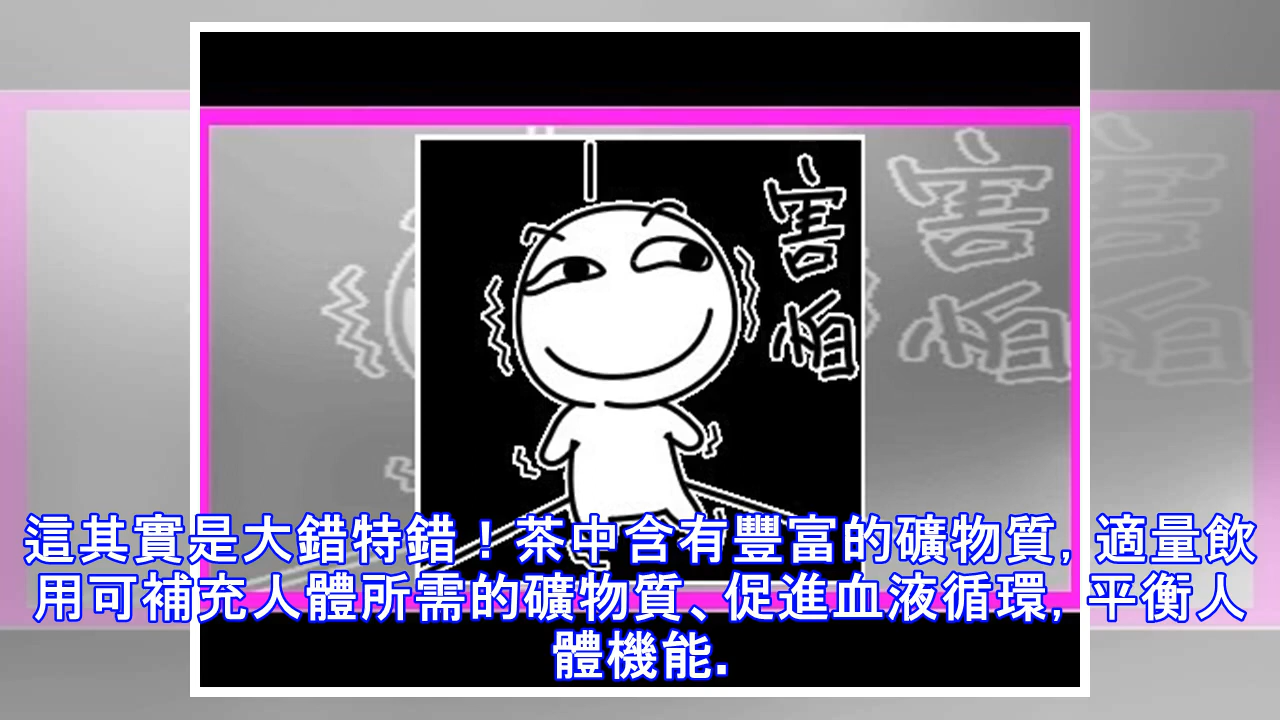 害怕
這其實是大錯特錯！茶中含有豐富的礦物質, 適量飲
用可補充人體所需的礦物質、促進血液循環, 平衡人
體機能.